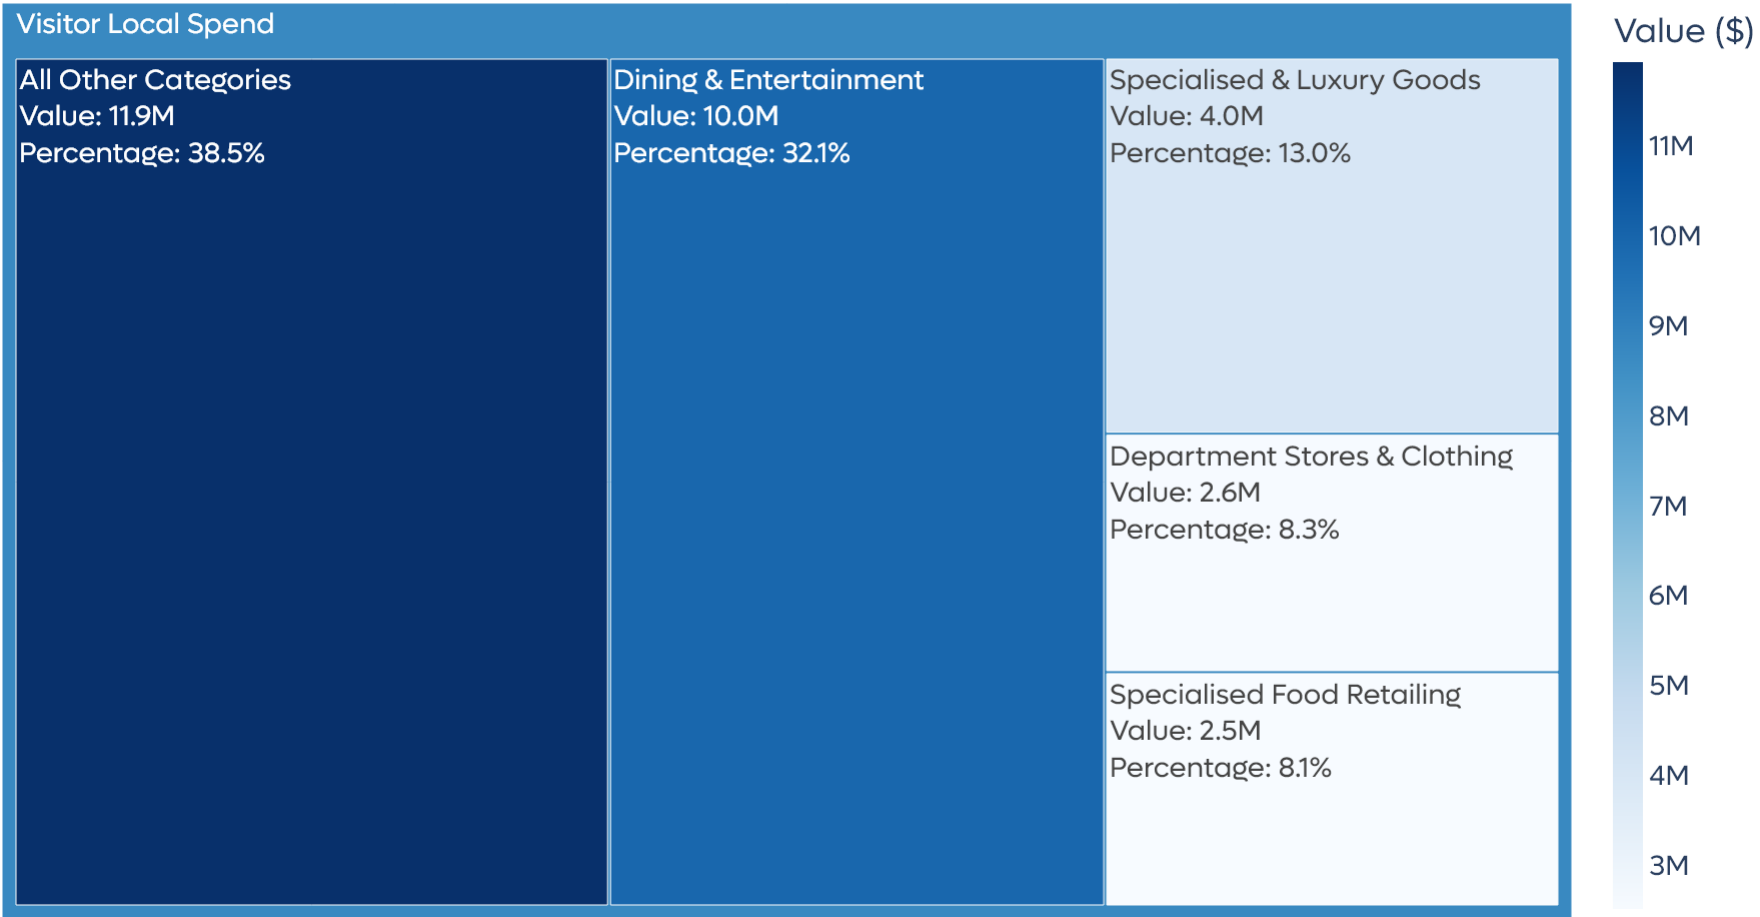 Visitor Local Spend
All Other Categories
Value: 11.9M
Percentage: 38.5%
Dining & Entertainment
Value: 10.0M
Percentage: 32.1%
Specialised & Luxury Goods
Value: 4.0M
Percentage: 13.0%
Department Stores & Clothing
Value: 2.6M
Percentage: 8.3%
Specialised Food Retailing
Value: 2.5M
Percentage: 8.1%
Value ($)
11M
10M
9M
8M
7M
6M
5M
4M
3M